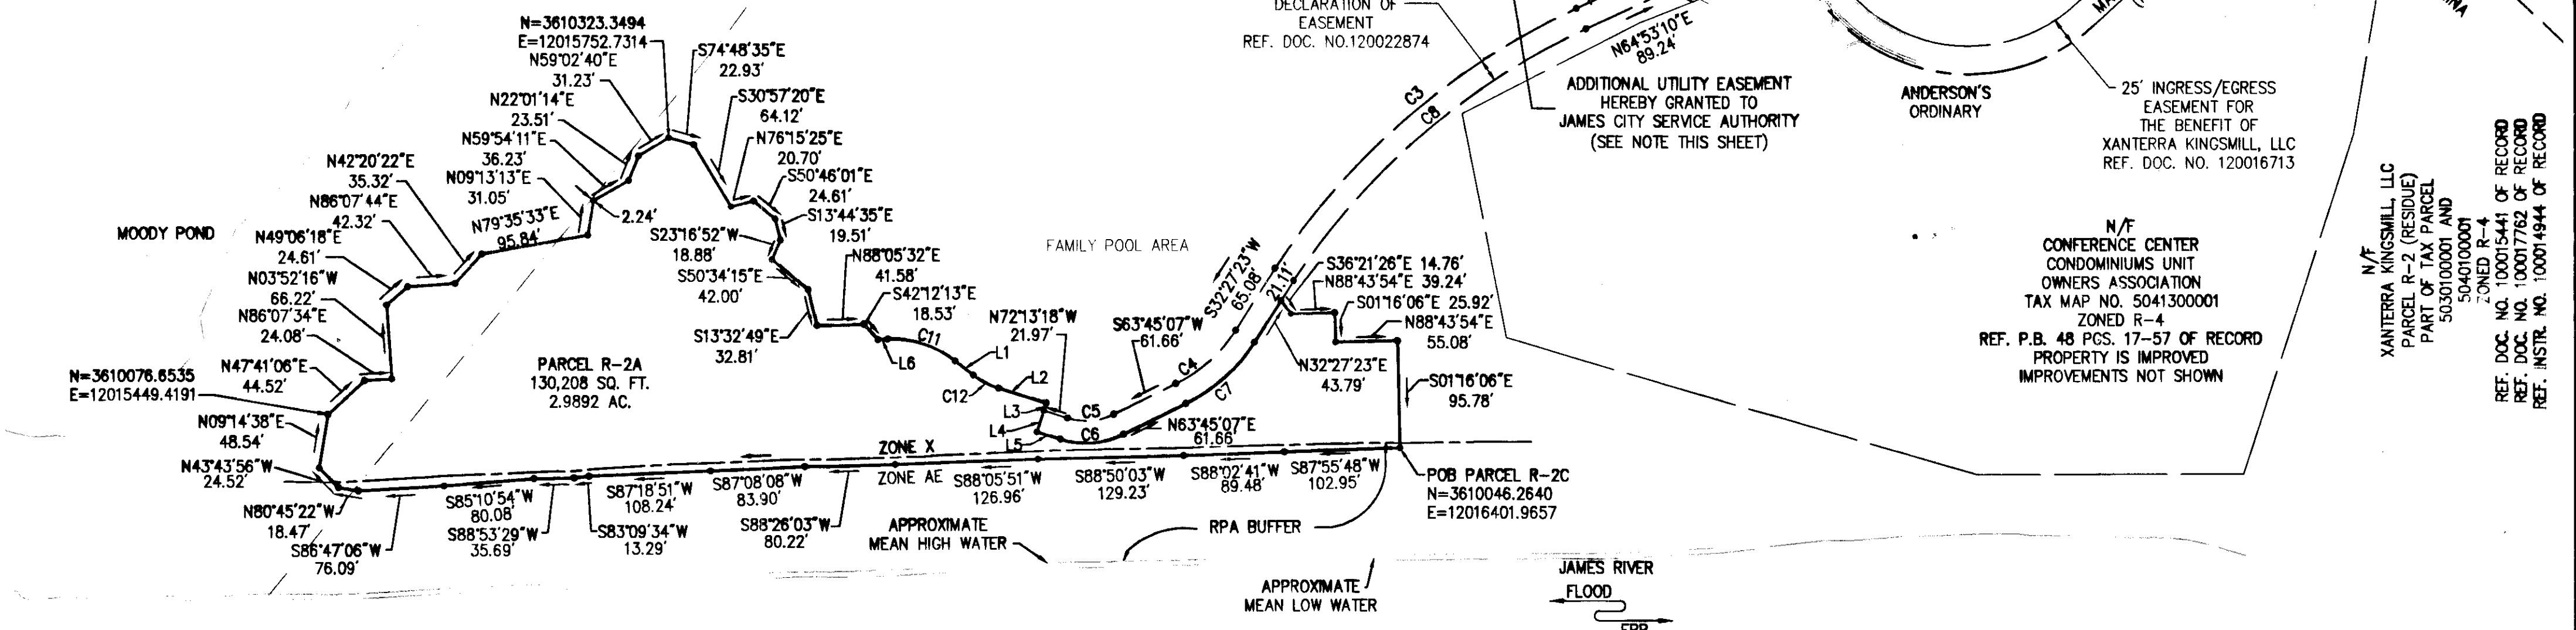 N=3610323.3494
E=12015752.7314
N59°02'40"E
31.23'
N22°01'14"E
23.51'
N59°54'11"E
36.23'
N09°13'13"E
31.05'
N42°20'22"E
35.32'
N86°07'44"E
42.32'
N49°06'18"E
24.61'
N03°52'16"W
66.22'
N86°07'34"E
24.08'
N47°41'06"E
44.52'
N=3610076.6535
E=12015449.4191
N09°14'38"E
48.54'
N43°43'56"W
24.52'
N80°45'22"W
18.47'
S86°47'06"W
76.09'
MOODY POND
N79°35'33"E
95.84'
2.24'
S74°48'35"E
22.93'
S30°57'20"E
64.12'
N76°15'25"E
20.70'
S50°46'01"E
24.61'
S13°44'35"E
19.51'
S23°16'52"W
18.88'
S50°34'15"E
42.00'
S13°32'49"E
32.81'
N88°05'32"E
41.58'
S42°12'13"E
18.53'
N72°13'18"W
21.97'
C11
L1
L6
C12
L2
L3
L4
L5
C5
C6
PARCEL R-2A
130,208 SQ. FT.
2.9892 AC.
FAMILY POOL AREA
S63°45'07"W
61.66'
C4
C7
N63°45'07"E
61.66'
S32°27'23"W
65.08'
21.11'
S36°21'26"E 14.76'
N88°43'54"E 39.24'
S01°16'06"E 25.92'
N88°43'54"E
55.08'
N32°27'23"E
43.79'
S01°16'06"E
95.78'
ZONE X
ZONE AE
S85°10'54"W
80.08'
S88°53'29"W
35.69'
S83°09'34"W
13.29'
S87°18'51"W
108.24'
S87°08'08"W
83.90'
S88°26'03"W
80.22'
S88°05'51"W
126.96'
S88°50'03"W
129.23'
S88°02'41"W
89.48'
S87°55'48"W
102.95'
POB PARCEL R-2C
N=3610046.2640
E=12016401.9657
APPROXIMATE
MEAN HIGH WATER
RPA BUFFER
APPROXIMATE
MEAN LOW WATER
JAMES RIVER
FLOOD
EBB
DECLARATION OF
EASEMENT
REF. DOC. NO.120022874
C3
C8
N64°53'10"E
89.24'
ADDITIONAL UTILITY EASEMENT
HEREBY GRANTED TO
JAMES CITY SERVICE AUTHORITY
(SEE NOTE THIS SHEET)
ANDERSON'S
ORDINARY
25' INGRESS/EGRESS
EASEMENT FOR
THE BENEFIT OF
XANTERRA KINGSMILL, LLC
REF. DOC. NO. 120016713
N/F
CONFERENCE CENTER
CONDOMINIUMS UNIT
OWNERS ASSOCIATION
TAX MAP NO. 5041300001
ZONED R-4
REF. P.B. 48 PGS. 17-57 OF RECORD
PROPERTY IS IMPROVED
IMPROVEMENTS NOT SHOWN
N/F
XANTERRA KINGSMILL, LLC
PARCEL R-2 (RESIDUE)
PART OF TAX PARCEL
5030100001 AND
5040100001
ZONED R-4
REF. DOC. NO. 100015441 OF RECORD
REF. DOC. NO. 100017762 OF RECORD
REF. INSTR. NO. 100014944 OF RECORD